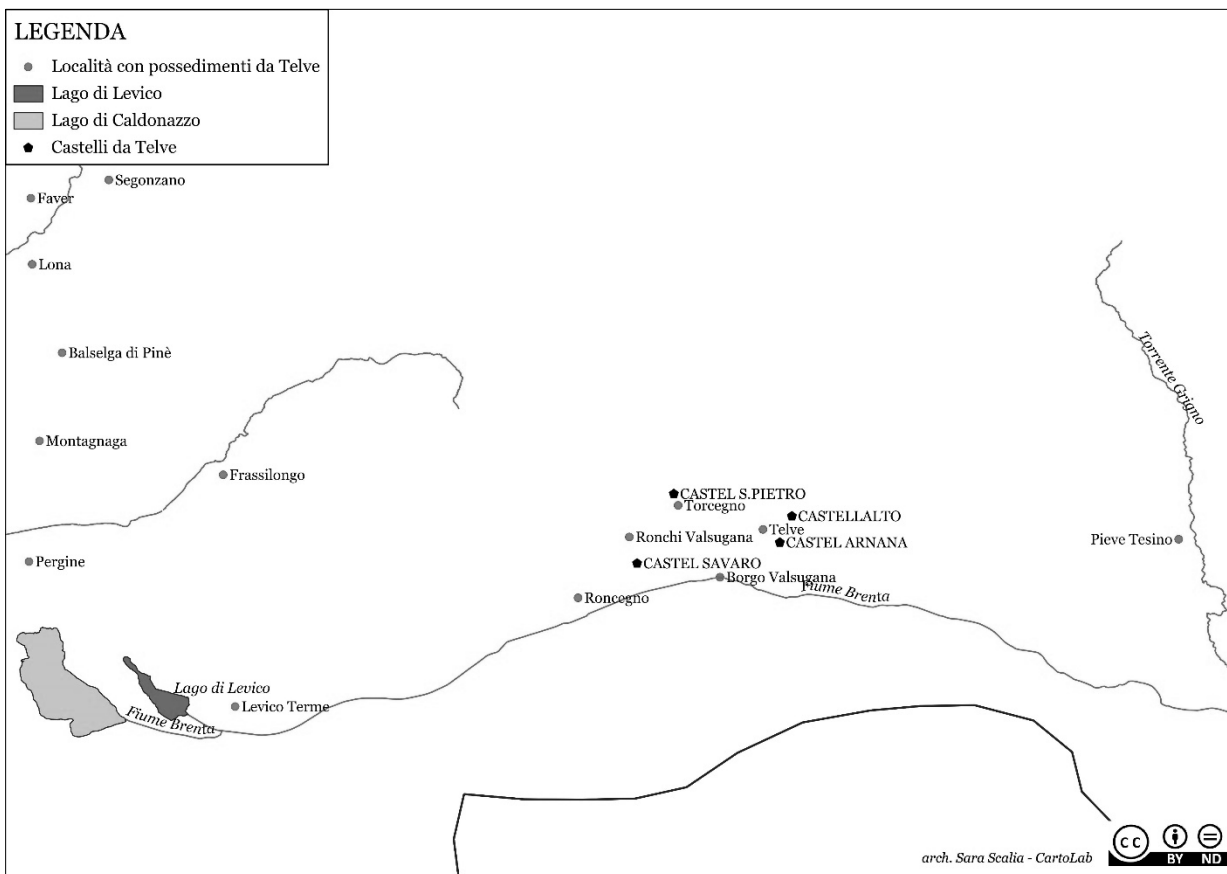 LEGENDA
Località con possedimenti da Telve
Lago di Levico
Lago di Caldonazzo
Castelli da Telve
Segonzano
Faver
Lona
Balselga di Pinè
Torrente Grigno
Montagnaga
Frassilongo
CASTEL S.PIETRO
Torcegno
CASTELLALTO
Telve
Ronchi Valsugana
CASTEL ARNANA
Pieve Tesino
Pergine
CASTEL SAVARO
Borgo Valsugana
Fiume Brenta
Roncegno
Lago di Levico
Levico Terme
Fiume Brenta
arch. Sara Scalia - CartoLab
cc
BY ND